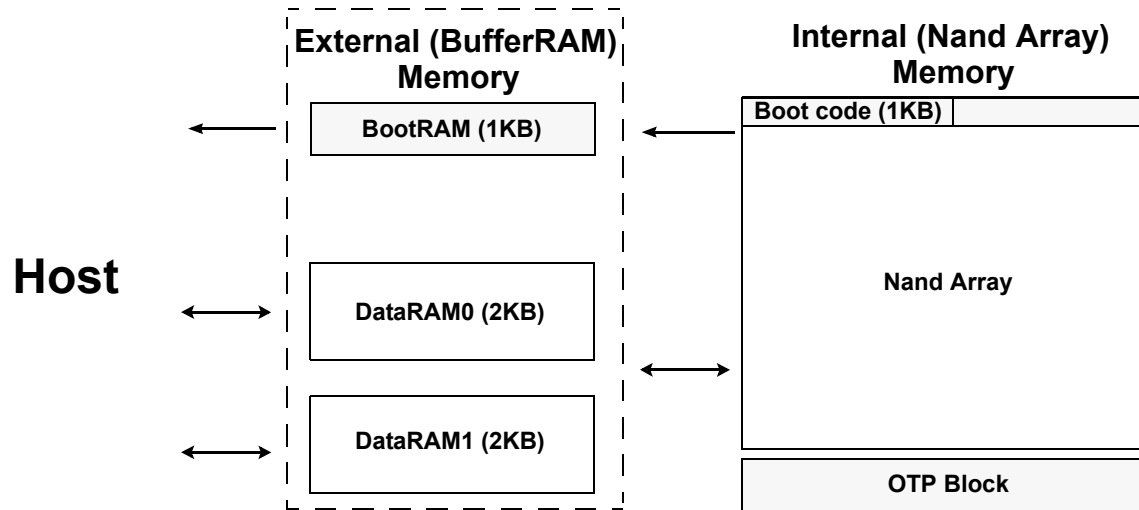 External (BufferRAM)
Memory
Internal (Nand Array)
Memory
BootRAM (1KB)
Boot code (1KB)
Host
DataRAM0 (2KB)
Nand Array
DataRAM1 (2KB)
OTP Block